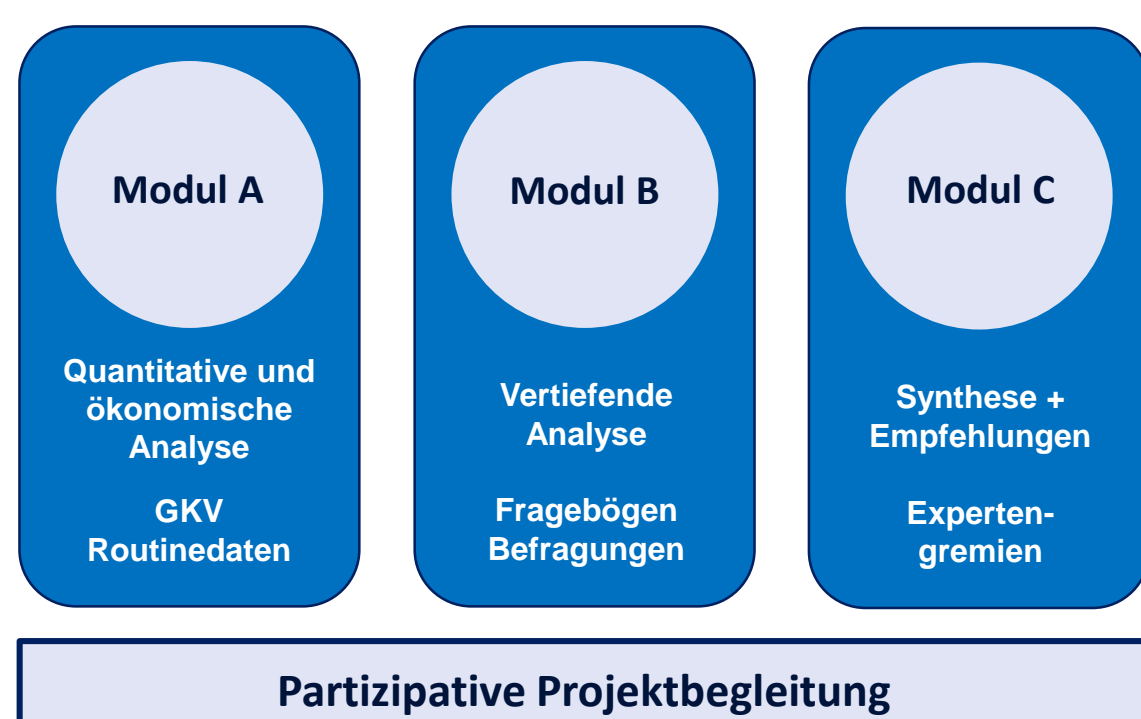 Modul A
Quantitative und
ökonomische
Analyse
GKV
Routinedaten
Modul B
Vertiefende
Analyse
Fragebögen
Befragungen
Modul C
Synthese +
Empfehlungen
Experten-
gremien
Partizipative Projektbegleitung